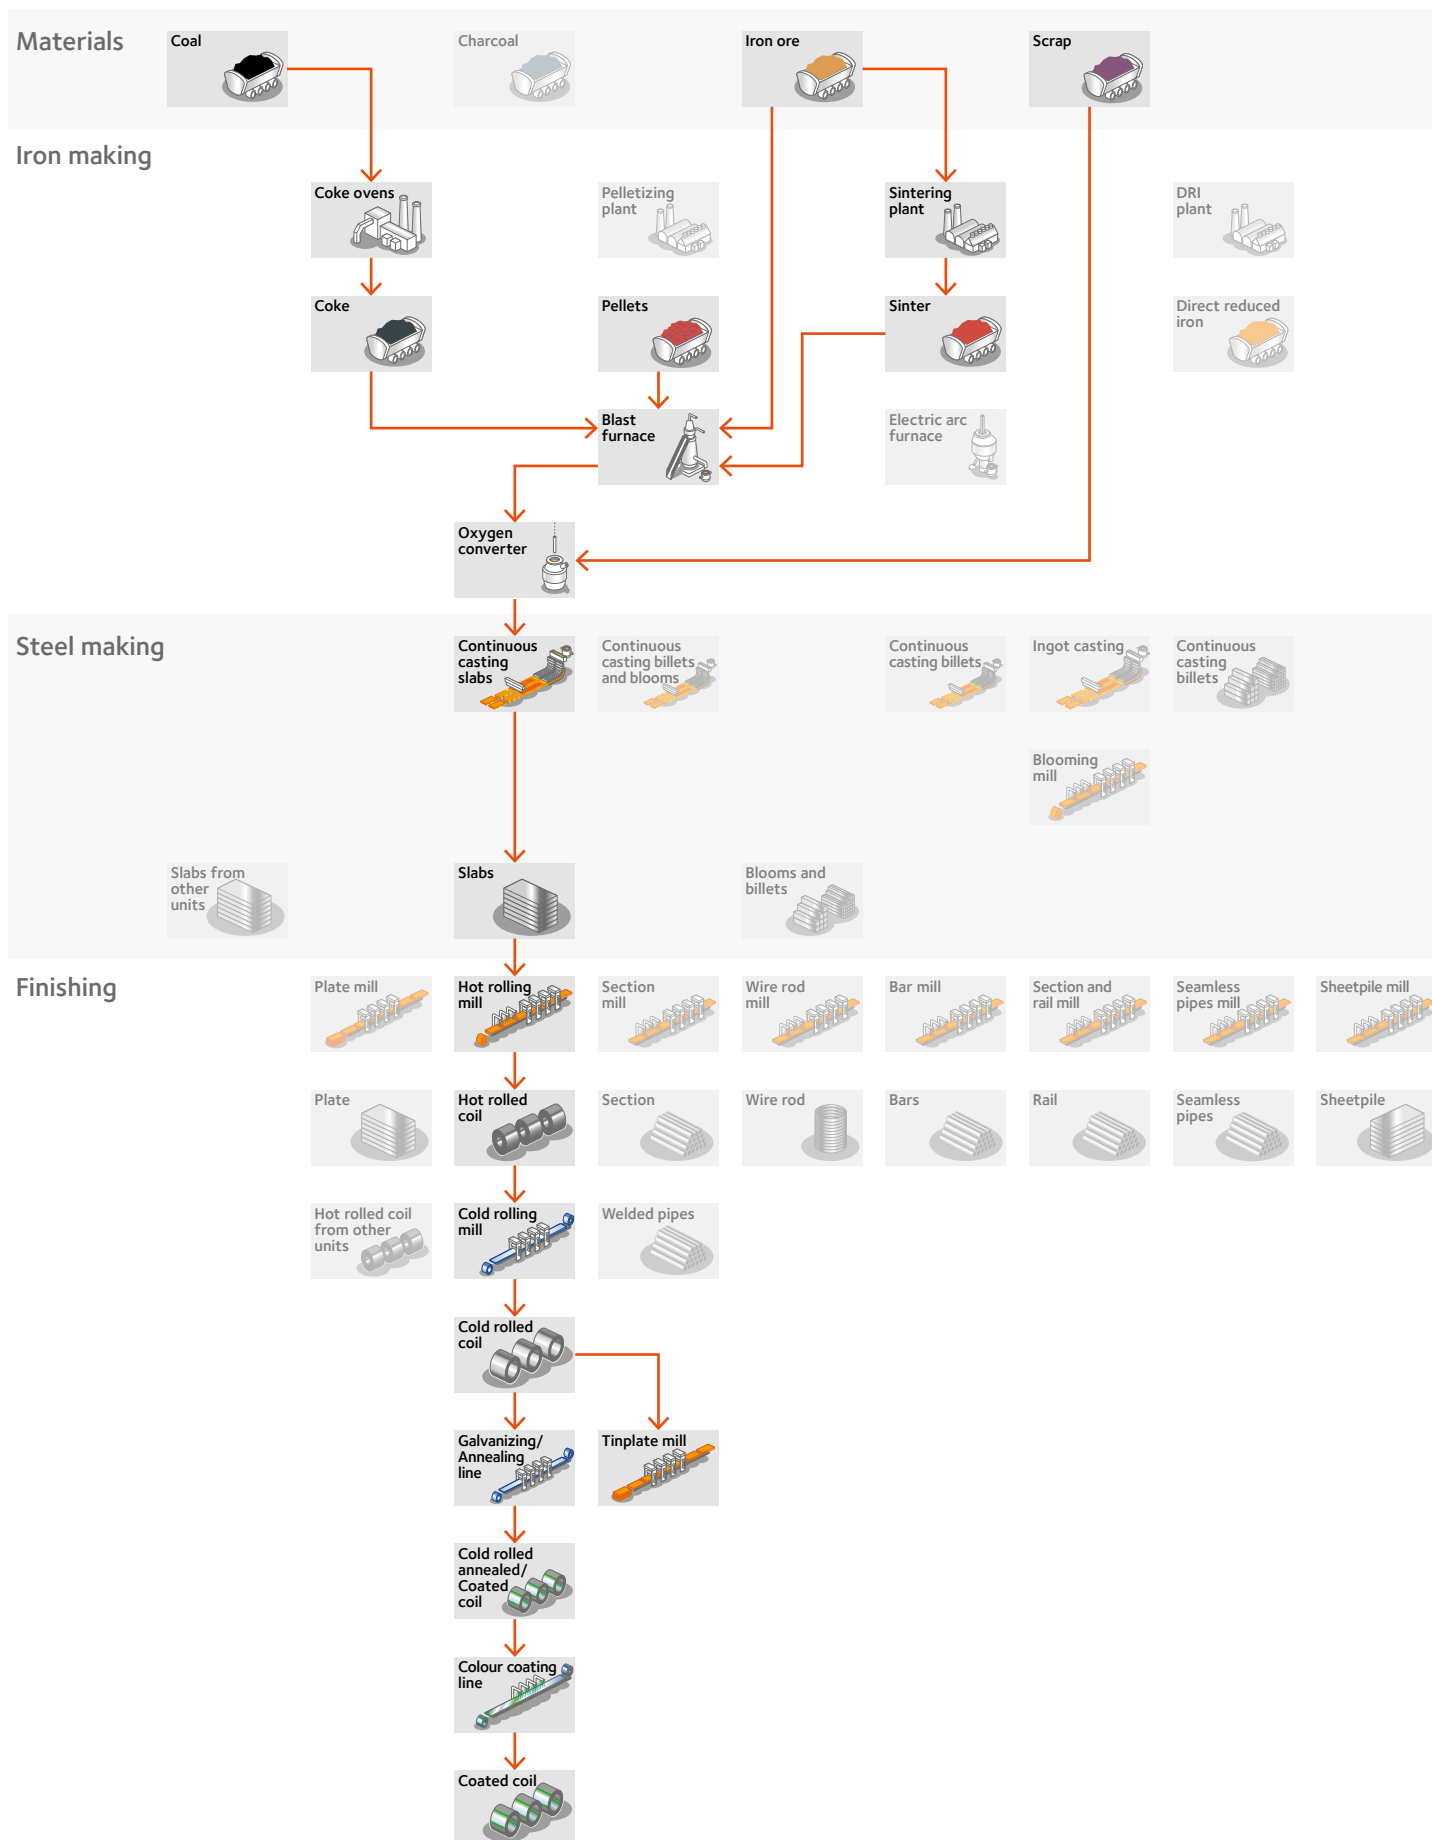 Materials
Coal
Charcoal
Iron ore
Scrap
Iron making
Coke ovens
Pelletizing
plant
Sintering
plant
DRI
plant
Coke
Pellets
Sinter
Direct reduced
iron
Blast
furnace
Electric arc
furnace
Oxygen
converter
Steel making
Continuous
casting
slabs
Continuous
casting billets
and blooms
Continuous
casting billets
Ingot casting
Continuous
casting
billets
Blooming
mill
Slabs from
other
units
Slabs
Blooms and
billets
Finishing
Plate mill
Hot rolling
mill
Section
mill
Wire rod
mill
Bar mill
Section and
rail mill
Seamless
pipes mill
Sheetpile mill
Plate
Hot rolled
coil
Section
Wire rod
Bars
Rail
Seamless
pipes
Sheetpile
Hot rolled coil
from other
units
Cold rolling
mill
Welded pipes
Cold rolled
coil
Galvanizing/
Annealing
line
Tinplate mill
Cold rolled
annealed/
Coated
coil
Colour coating
line
Coated coil